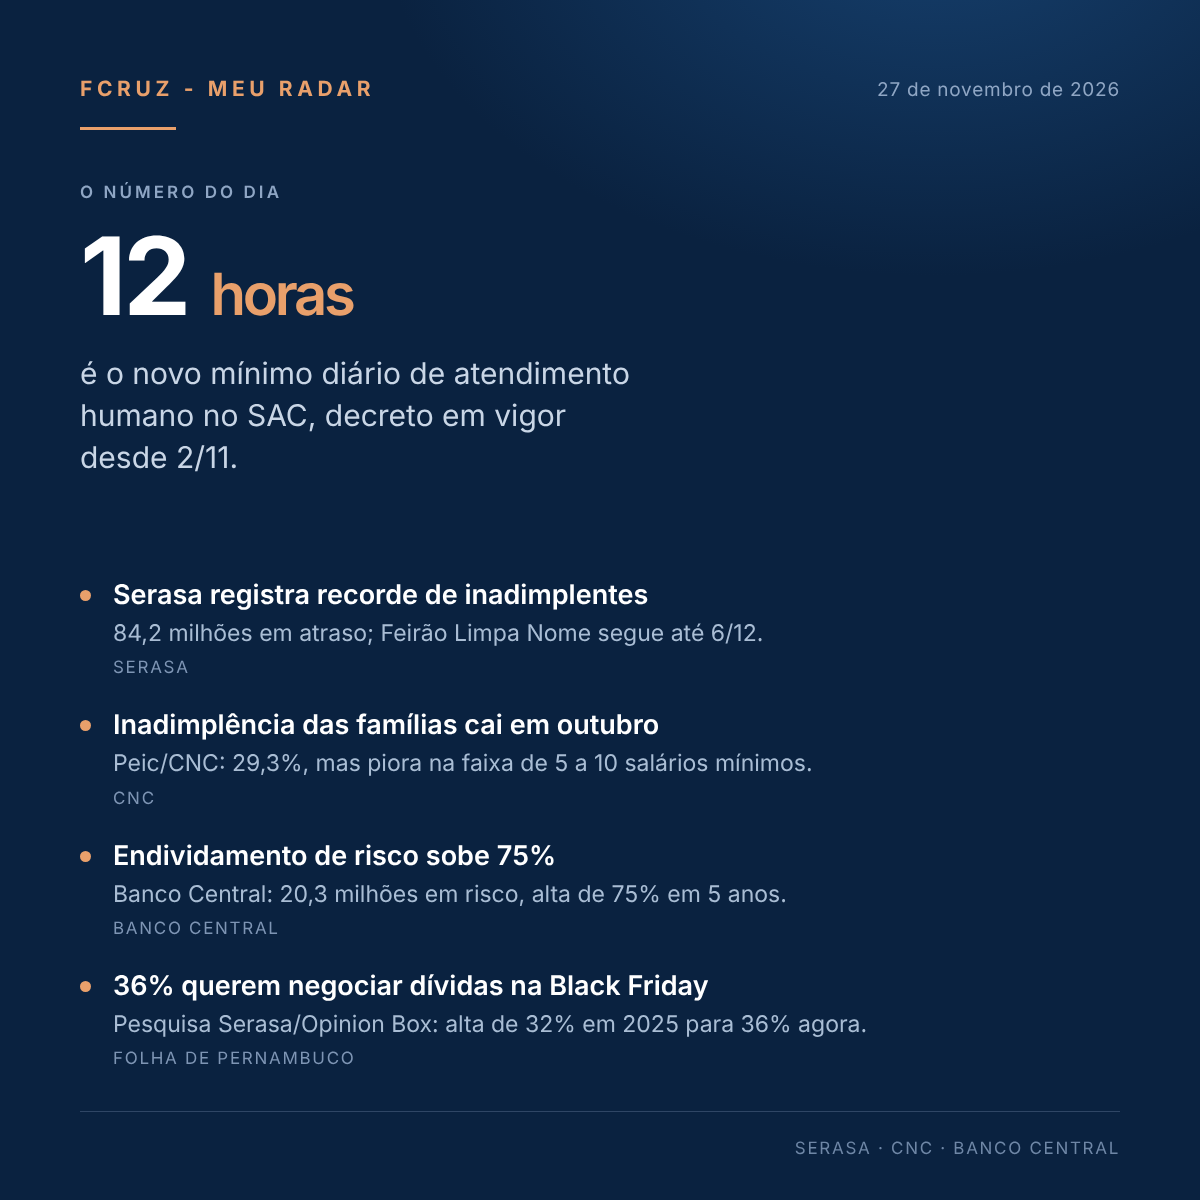 FCRUZ - MEU RADAR
27 de novembro de 2026
O NÚMERO DO DIA
12 horas
é o novo mínimo diário de atendimento
humano no SAC, decreto em vigor
desde 2/11.
Serasa registra recorde de inadimplentes
84,2 milhões em atraso; Feirão Limpa Nome segue até 6/12.
SERASA
Inadimplência das famílias cai em outubro
Peic/CNC: 29,3%, mas piora na faixa de 5 a 10 salários mínimos.
CNC
Endividamento de risco sobe 75%
Banco Central: 20,3 milhões em risco, alta de 75% em 5 anos.
BANCO CENTRAL
36% querem negociar dívidas na Black Friday
Pesquisa Serasa/Opinion Box: alta de 32% em 2025 para 36% agora.
FOLHA DE PERNAMBUCO
SERASA · CNC · BANCO CENTRAL